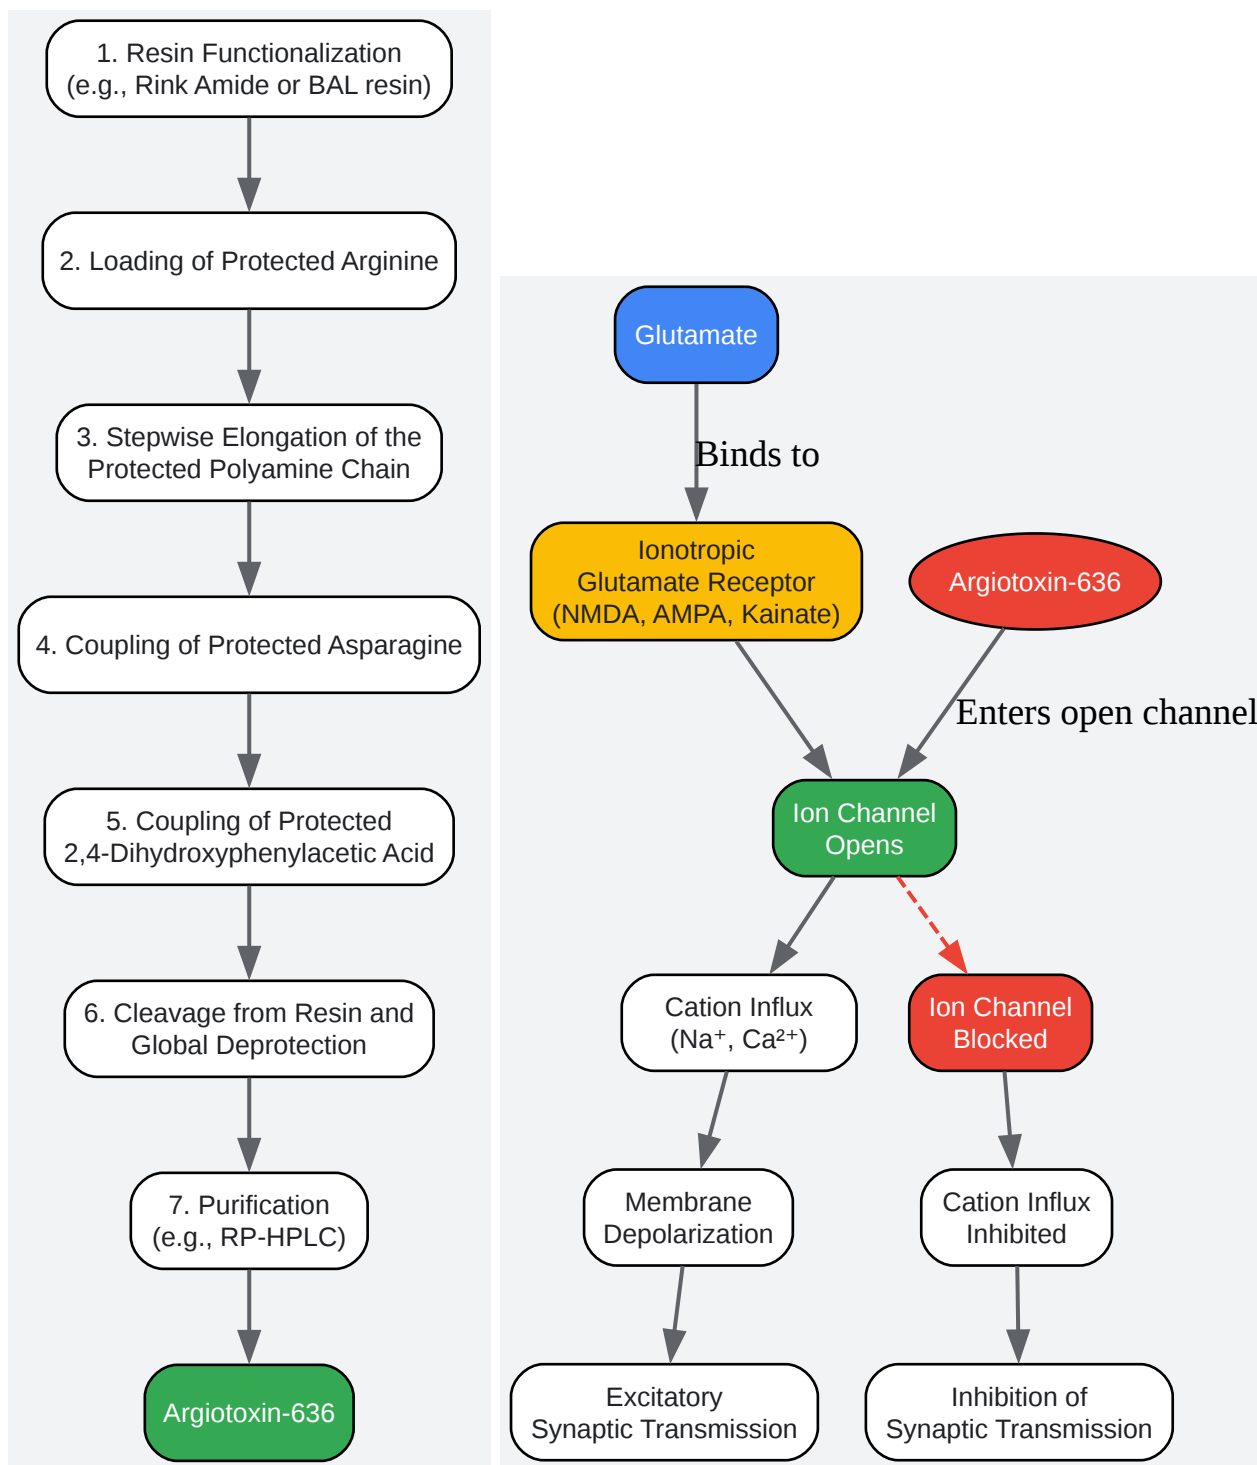 1. Resin Functionalization
(e.g., Rink Amide or BAL resin)
2. Loading of Protected Arginine
3. Stepwise Elongation of the
Protected Polyamine Chain
4. Coupling of Protected Asparagine
5. Coupling of Protected
2,4-Dihydroxyphenylacetic Acid
6. Cleavage from Resin and
Global Deprotection
7. Purification
(e.g., RP-HPLC)
Argiotoxin-636
Glutamate
Binds to
Ionotropic
Glutamate Receptor
(NMDA, AMPA, Kainate)
Argiotoxin-636
Enters open channel
Ion Channel
Opens
Cation Influx
(Na⁺, Ca²⁺)
Ion Channel
Blocked
Membrane
Depolarization
Cation Influx
Inhibited
Excitatory
Synaptic Transmission
Inhibition of
Synaptic Transmission